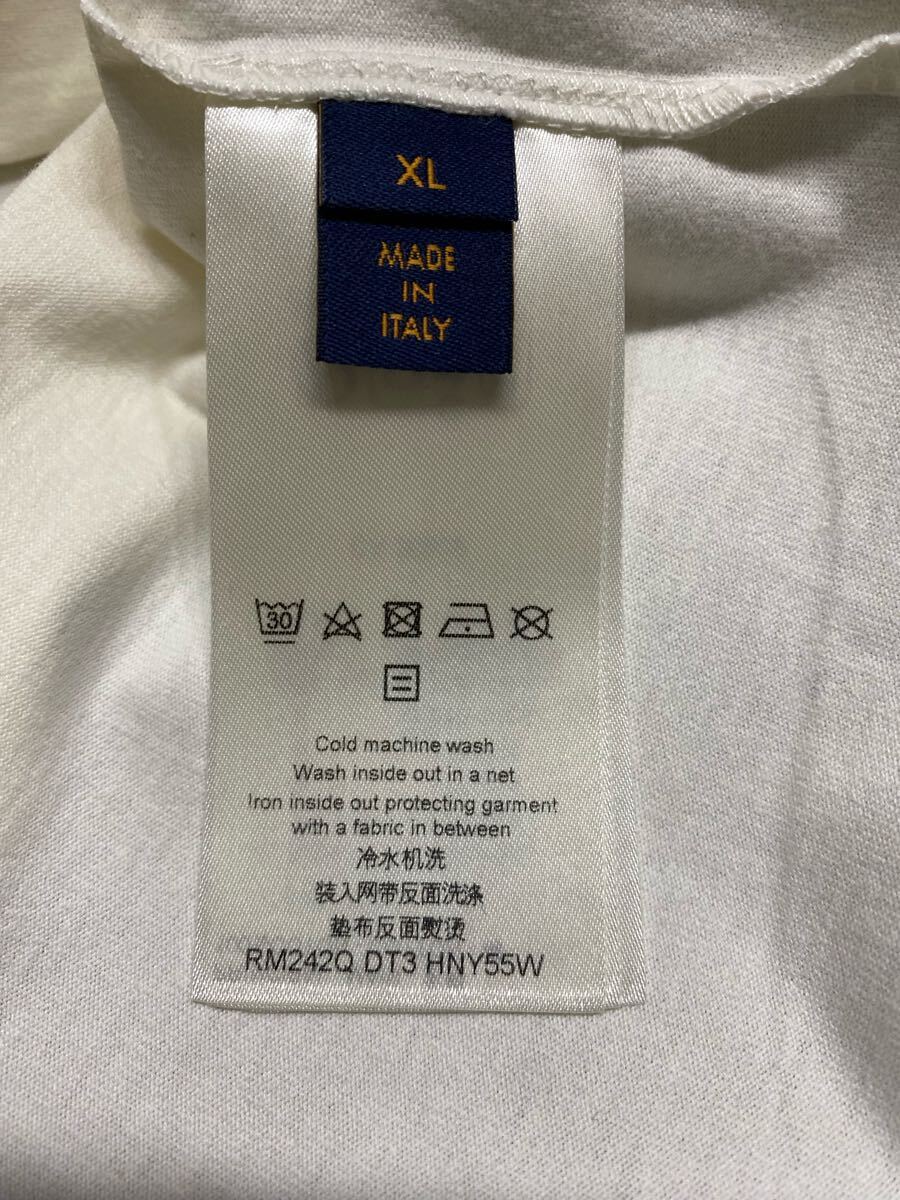 XL
MADE
IN
ITALY
30
Cold machine wash
Wash inside out in a net
Iron inside out protecting garment
with a fabric in between
冷水机洗
装入网带反面洗涤
垫布反面熨烫
RM242Q DT3 HNY55W